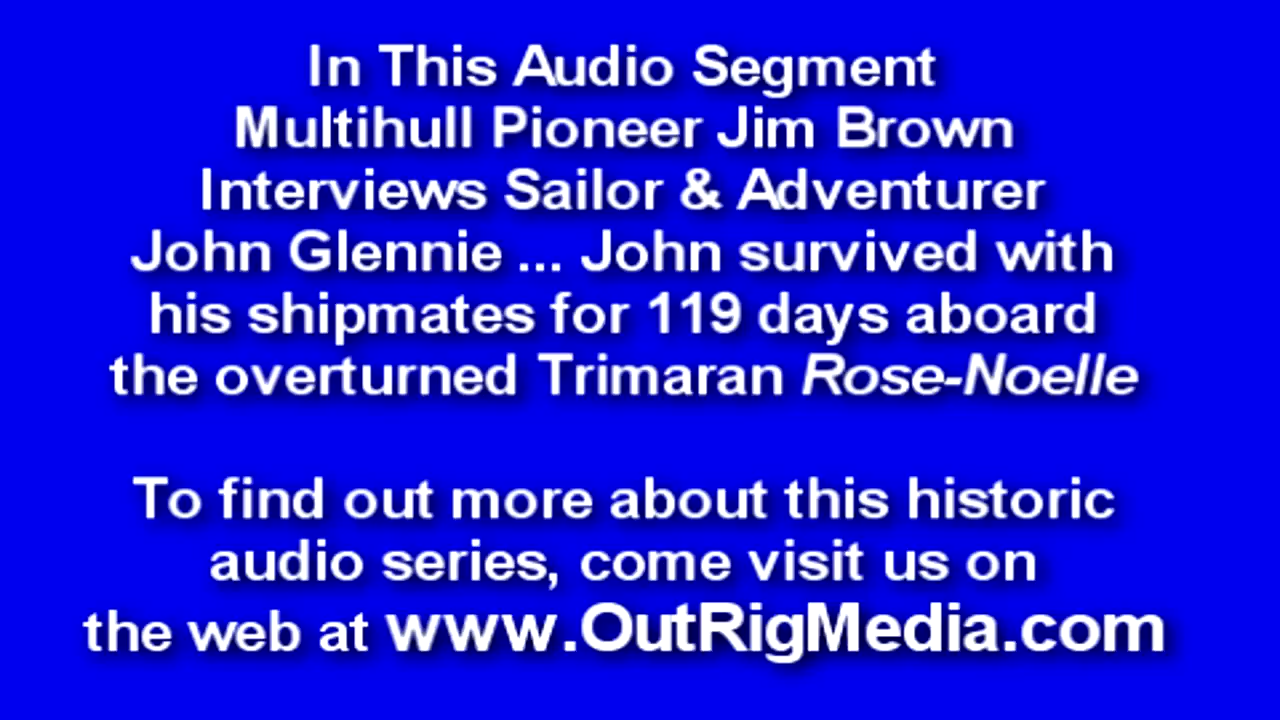 In This Audio Segment
Multihull Pioneer Jim Brown
Interviews Sailor & Adventurer
John Glennie ... John survived with
his shipmates for 119 days aboard
the overturned Trimaran Rose-Noelle
To find out more about this historic
audio series, come visit us on
the web at www.OutRigMedia.com